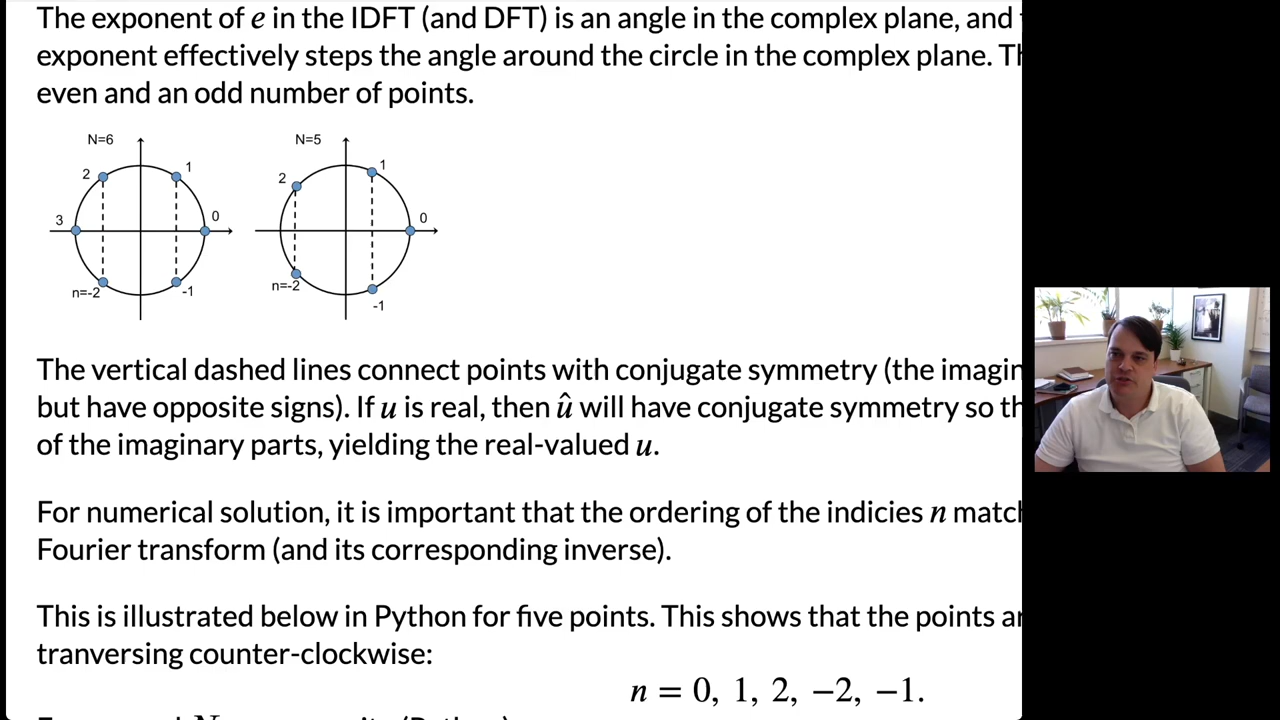 The exponent of e in the IDFT (and DFT) is an angle in the complex plane, and
exponent effectively steps the angle around the circle in the complex plane.
even and an odd number of points.
N=6
N=5
2
1
2
1
3
0
0
n=-2
-1
n=-2
-1
The vertical dashed lines connect points with conjugate symmetry (the
but have opposite signs). If u is real, then û will have conjugate symmetry so
of the imaginary parts, yielding the real-valued u.
For numerical solution, it is important that the ordering of the indicies n
Fourier transform (and its corresponding inverse).
This is illustrated below in Python for five points. This shows that the points
tranversing counter-clockwise:
n = 0, 1, 2, −2, −1.